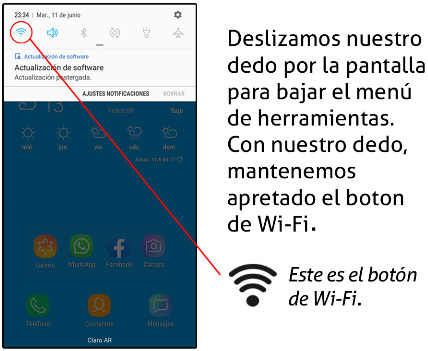 23:34 | Mar., 11 de junio
Actualización de software
Actualización de software
Actualización postergada.
AJUSTES NOTIFICACIONES BORRAR
13 Índice UV Bajo
mié. jue vie sáb. dom.
Actual. 11/6 05:17
Galería WhatsApp Facebook Cámara
Teléfono Contactos Mensajes
Claro AR
Deslizamos nuestro
dedo por la pantalla
para bajar el menú
de herramientas.
Con nuestro dedo,
mantenemos
apretado el boton
de Wi-Fi.
Este es el botón
de Wi-Fi.